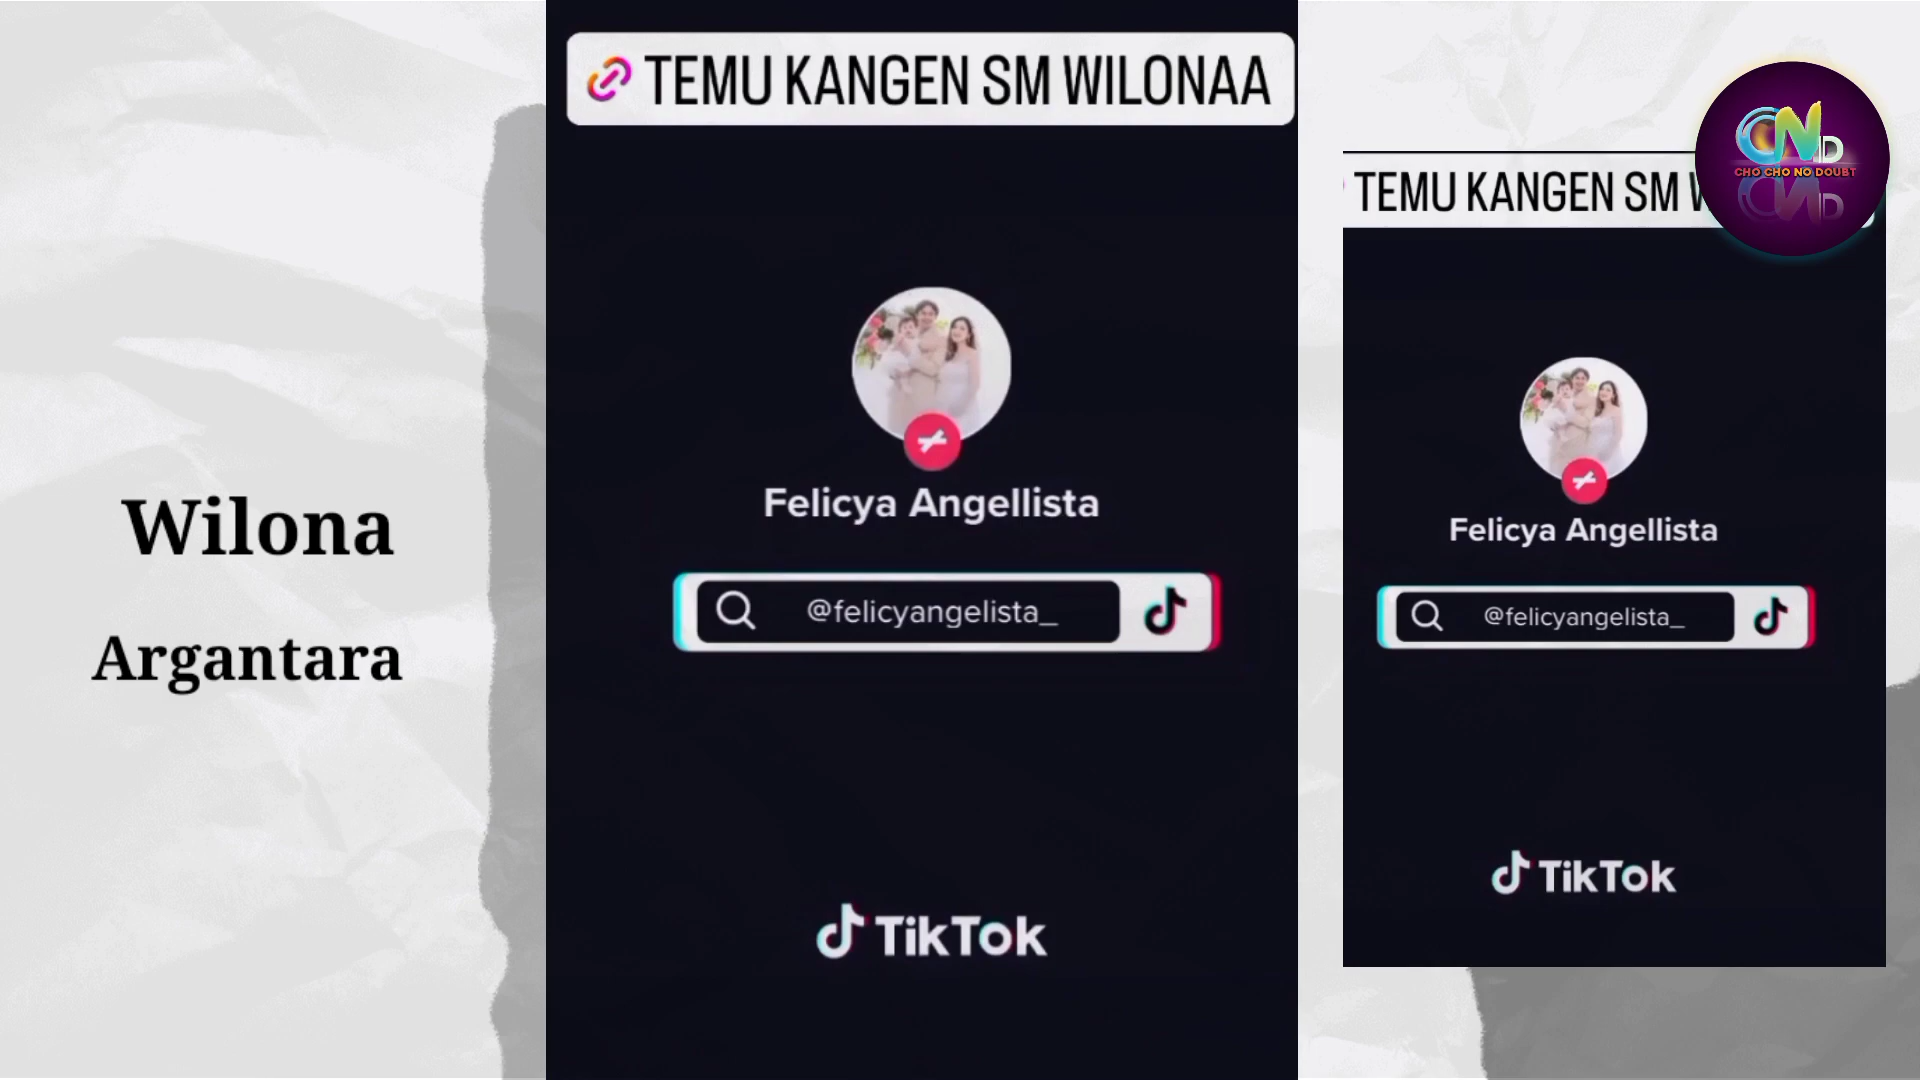 Wilona
Argantara
TEMU KANGEN SM WILONAA
Felicya Angellista
@felicyangelista_
TikTok
TEMU KANGEN SM
Felicya Angellista
@felicyangelista_
TikTok
CND
CHO CHO NO DOUBT